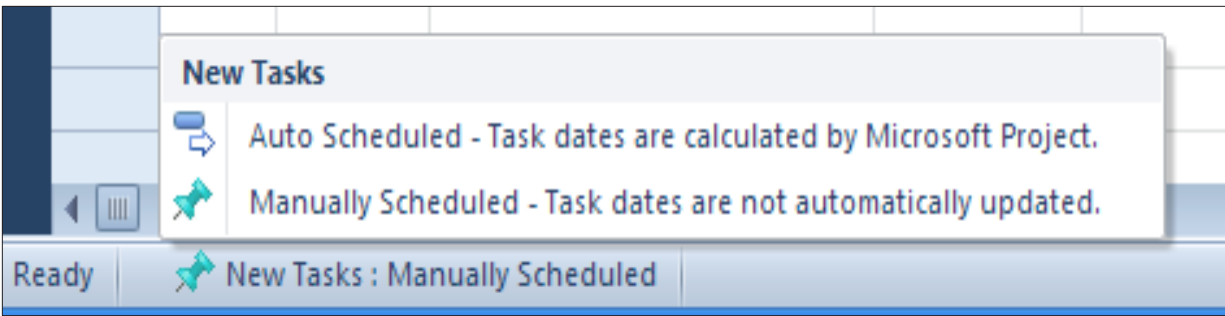 New Tasks
Auto Scheduled - Task dates are calculated by Microsoft Project.
Manually Scheduled - Task dates are not automatically updated.
Ready
New Tasks : Manually Scheduled